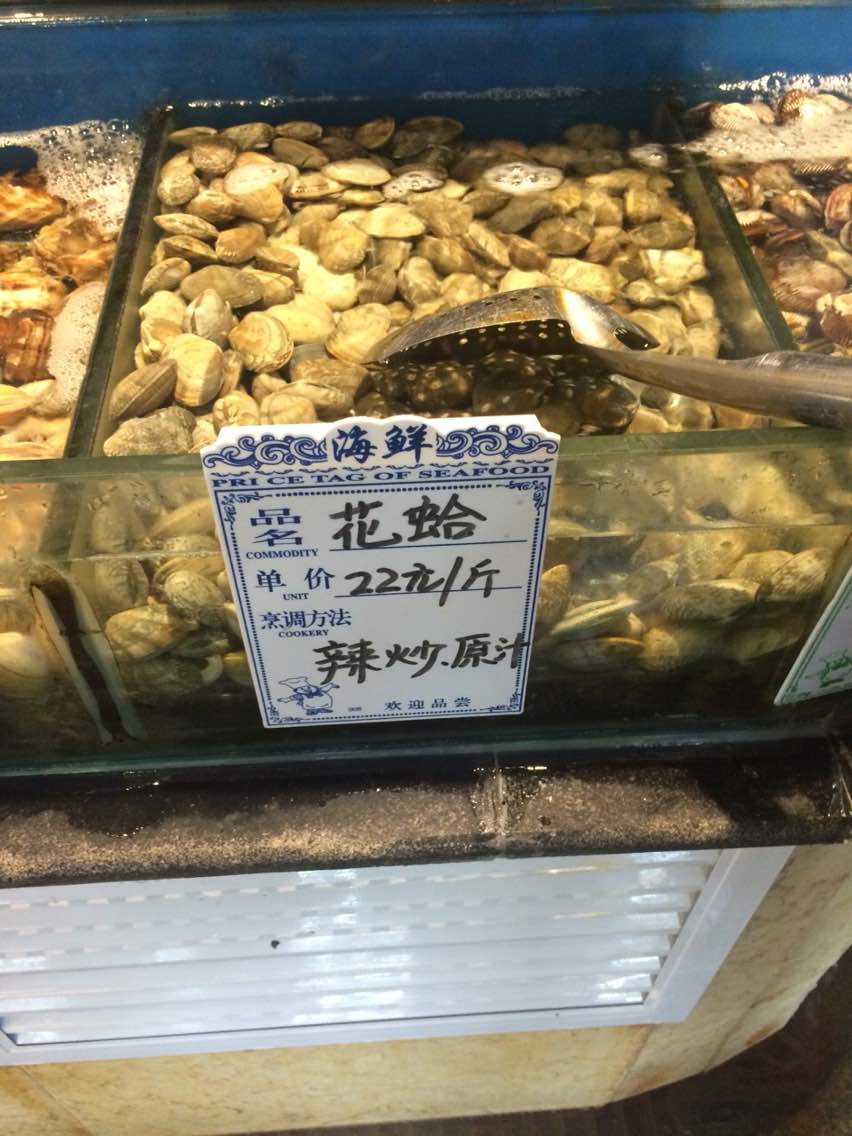 海鲜
PRI CE TAG OF SEAFOOD
品名 花蛤
COMMODITY
单价 22元/斤
UNIT
烹调方法
COOKERY
辣炒、原汁
欢迎品尝